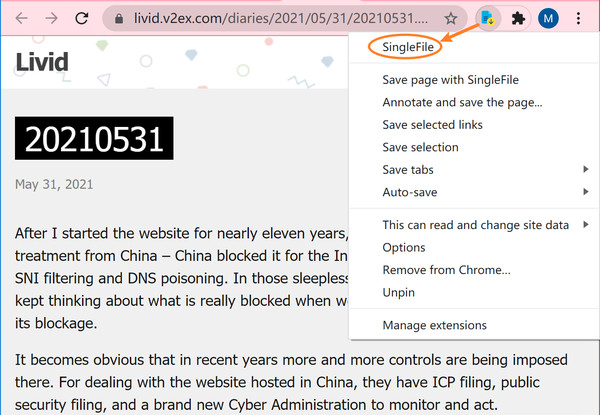 livid.v2ex.com/diaries/2021/05/31/20210531....
M
SingleFile
Save page with SingleFile
Annotate and save the page...
Save selected links
Save selection
Save tabs
Auto-save
This can read and change site data
Options
Remove from Chrome...
Unpin
Manage extensions
Livid
20210531
May 31, 2021
After I started the website for nearly eleven years,
treatment from China – China blocked it for the In
SNI filtering and DNS poisoning. In those sleepless
kept thinking about what is really blocked when w
its blockage.
It becomes obvious that in recent years more and more controls are being imposed
there. For dealing with the website hosted in China, they have ICP filing, public
security filing, and a brand new Cyber Administration to monitor and act.